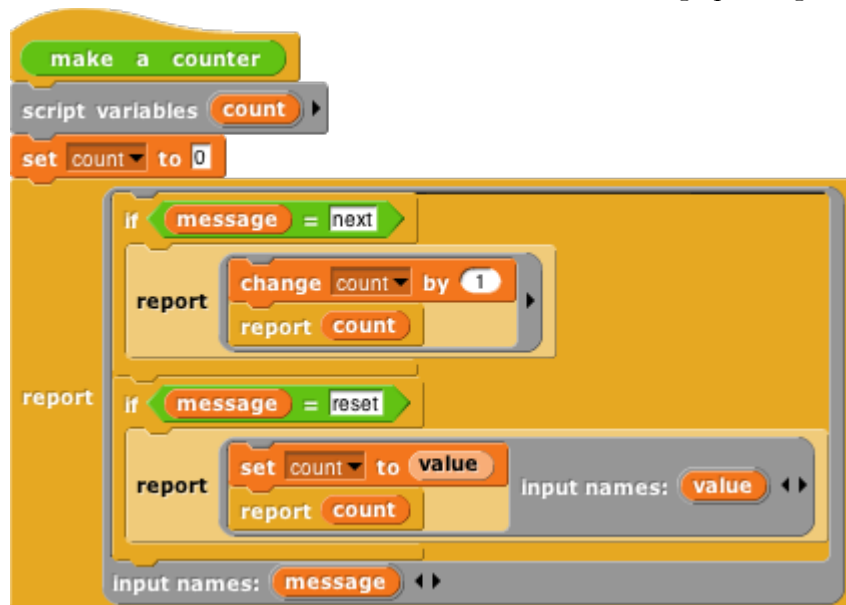 make a counter
script variables count
set count to 0
if message = next
change count by 1
report
report count
report
if message = reset
set count to value
report
input names: value
report count
input names: message